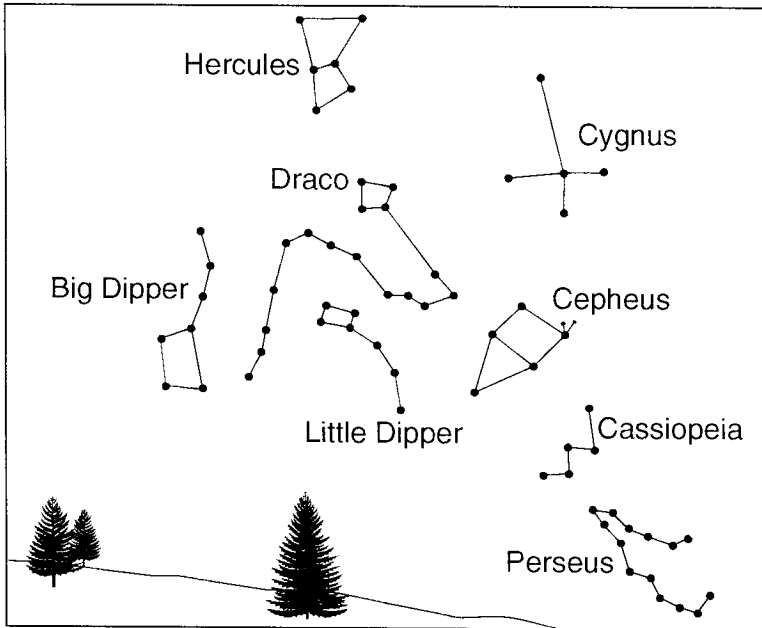 Hercules
Cygnus
Draco
Big Dipper
Cepheus
Little Dipper
Cassiopeia
Perseus